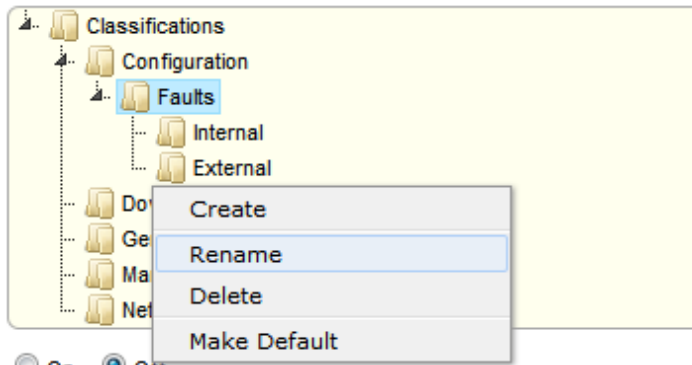 Classifications
Configuration
Faults
Internal
External
Create
Rename
Delete
Make Default